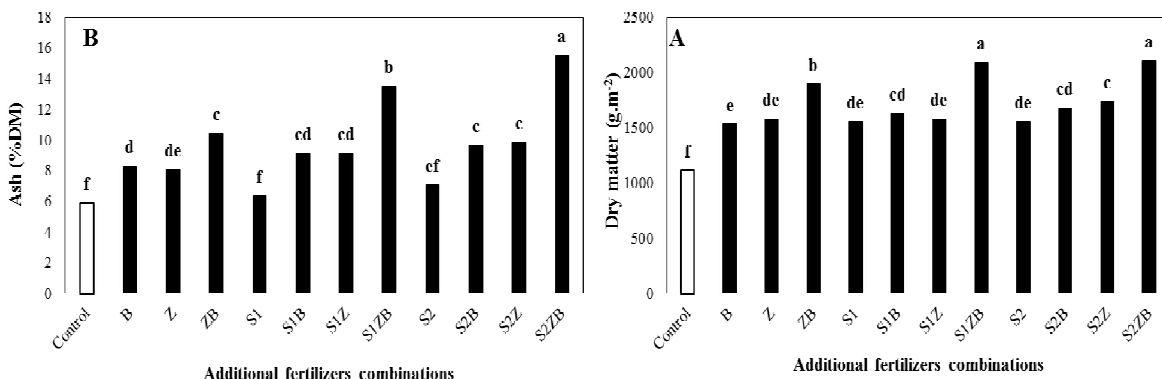 B
Ash (%DM)
18
16
14
12
10
8
6
4
2
0
f
d
de
c
f
cd
cd
b
ef
c
c
a
Control
B
Z
ZB
S1
S1B
S1Z
S1ZB
S2
S2B
S2Z
S2ZB
Additional fertilizers combinations
A
Dry matter (g.m-2)
2500
2000
1500
1000
500
0
f
e
de
b
de
cd
de
a
de
cd
c
a
Control
B
Z
ZB
S1
S1B
S1Z
S1ZB
S2
S2B
S2Z
S2ZB
Additional fertilizers combinations